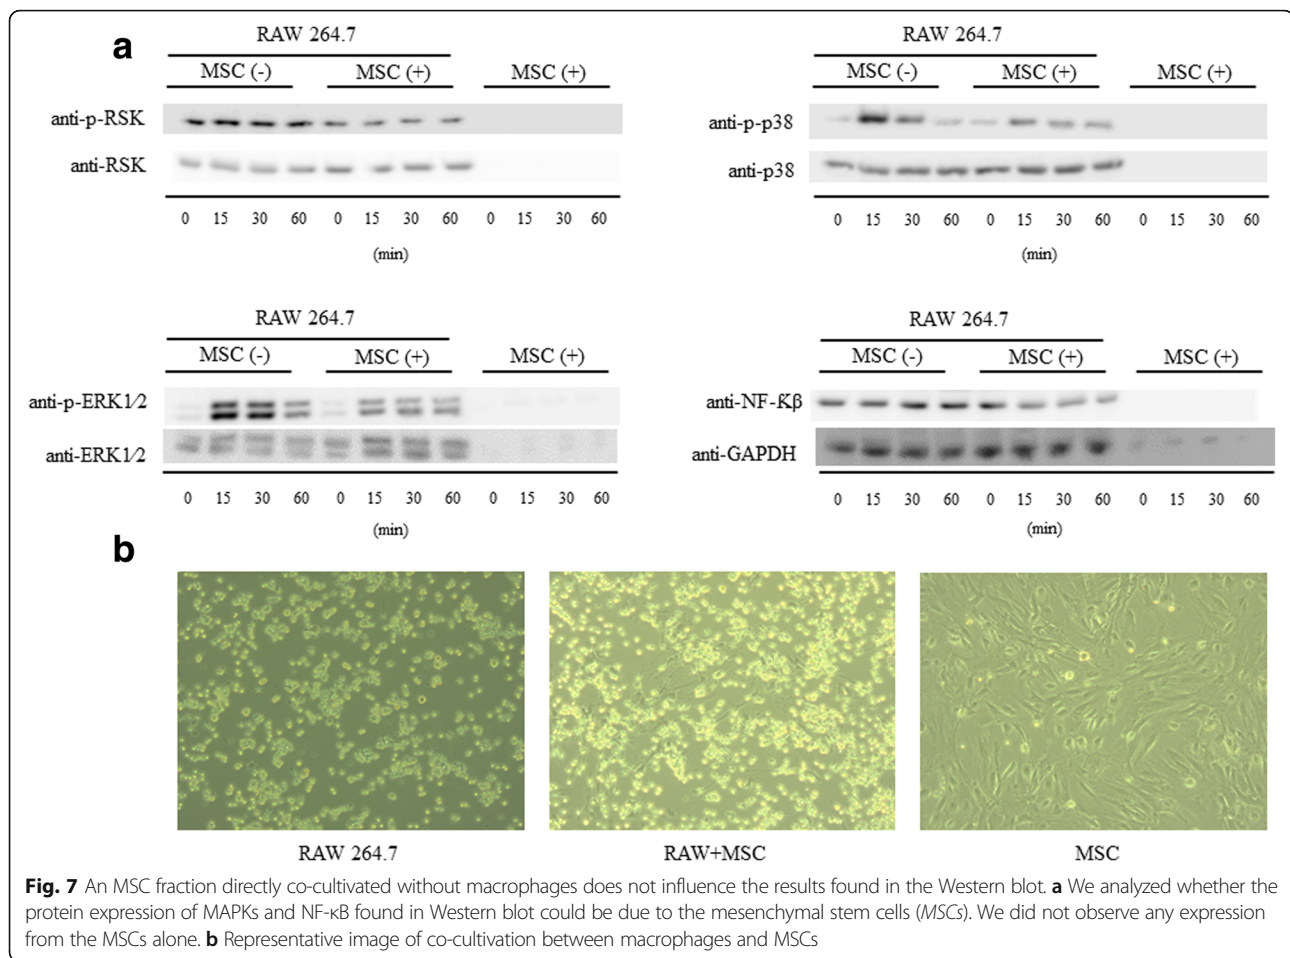 a
RAW 264.7
MSC (-) MSC (+) MSC (+)
anti-p-RSK
anti-RSK
0 15 30 60 0 15 30 60 0 15 30 60
(min)
RAW 264.7
MSC (-) MSC (+) MSC (+)
anti-p-p38
anti-p38
0 15 30 60 0 15 30 60 0 15 30 60
(min)
RAW 264.7
MSC (-) MSC (+) MSC (+)
anti-p-ERK1/2
anti-ERK1/2
0 15 30 60 0 15 30 60 0 15 30 60
(min)
RAW 264.7
MSC (-) MSC (+) MSC (+)
anti-NF-Kβ
anti-GAPDH
0 15 30 60 0 15 30 60 0 15 30 60
(min)
b
RAW 264.7 RAW+MSC MSC
Fig. 7 An MSC fraction directly co-cultivated without macrophages does not influence the results found in the Western blot. a We analyzed whether the
protein expression of MAPKs and NF-κB found in Western blot could be due to the mesenchymal stem cells (MSCs). We did not observe any expression
from the MSCs alone. b Representative image of co-cultivation between macrophages and MSCs